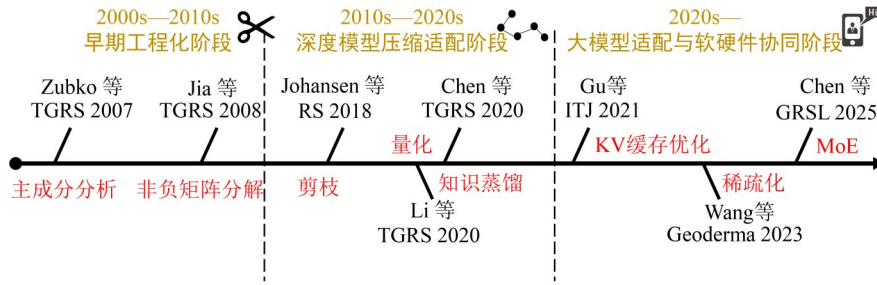 2000s—2010s
早期工程化阶段
2010s—2020s
深度模型压缩适配阶段
2020s—
大模型适配与软硬件协同阶段
Hi
Zubko 等
TGRS 2007
Jia 等
TGRS 2008
Johansen 等
RS 2018
Chen 等
TGRS 2020
Gu等
ITJ 2021
Chen 等
GRSL 2025
主成分分析
非负矩阵分解
剪枝
量化
知识蒸馏
KV缓存优化
稀疏化
MoE
Li 等
TGRS 2020
Wang等
Geoderma 2023